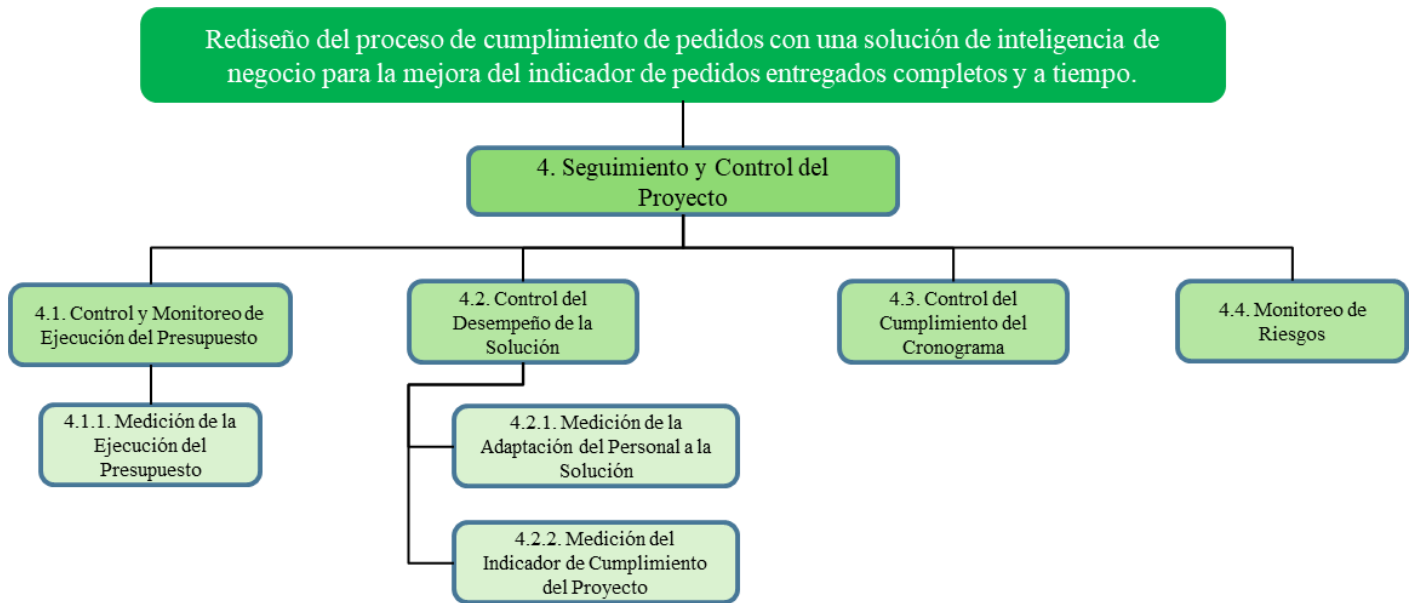 Rediseño del proceso de cumplimiento de pedidos con una solución de inteligencia de
negocio para la mejora del indicador de pedidos entregados completos y a tiempo.
4. Seguimiento y Control del
Proyecto
4.1. Control y Monitoreo de
Ejecución del Presupuesto
4.2. Control del
Desempeño de la
Solución
4.3. Control del
Cumplimiento del
Cronograma
4.4. Monitoreo de
Riesgos
4.1.1. Medición de la
Ejecución del
Presupuesto
4.2.1. Medición de la
Adaptación del Personal a la
Solución
4.2.2. Medición del
Indicador de Cumplimiento
del Proyecto